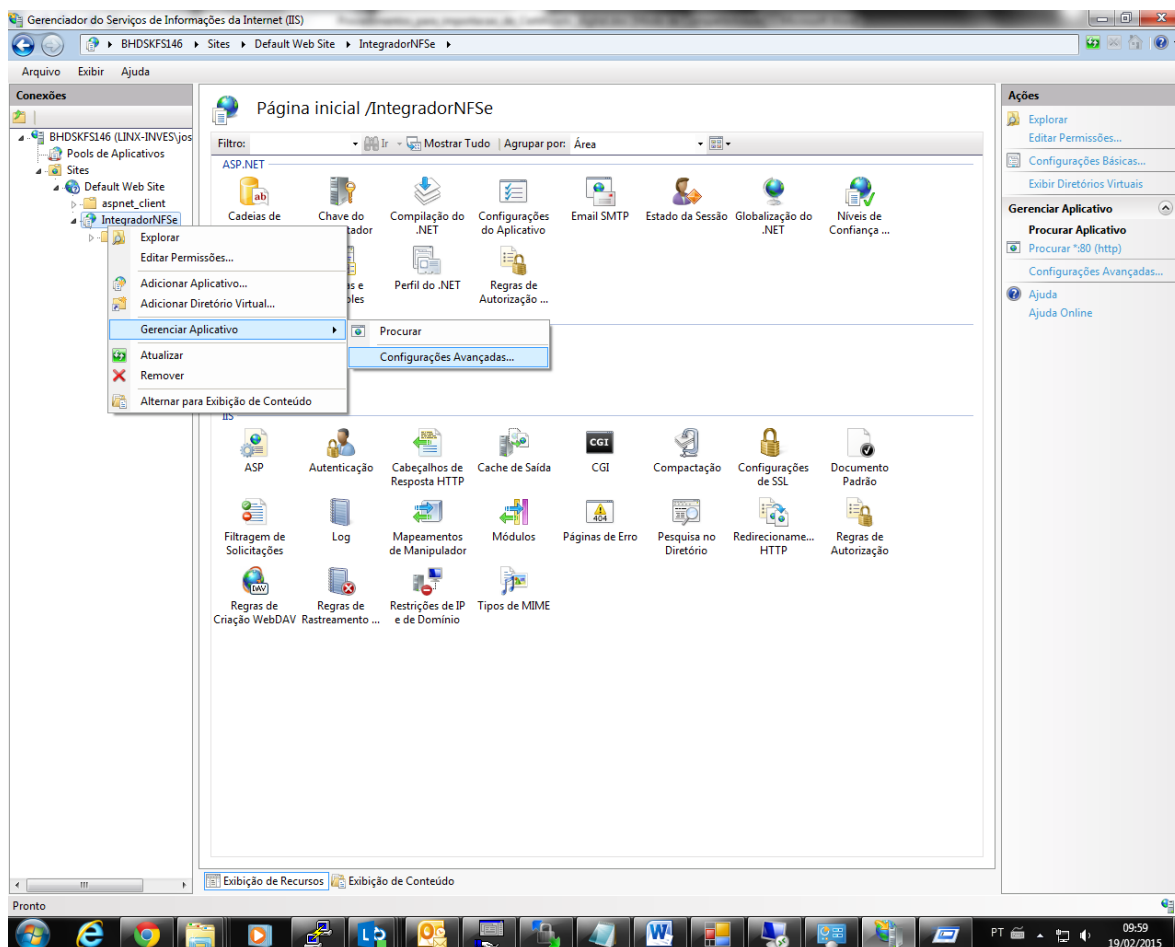 Gerenciador do Serviços de Informações da Internet (IIS)
BHDSKFS146 Sites Default Web Site IntegradorNFSe
Arquivo Exibir Ajuda
Conexões
BHDSKFS146 (LINX-INVES\jos
Pools de Aplicativos
Sites
Default Web Site
aspnet_client
IntegradorNFSe
Explorar
Editar Permissões...
Adicionar Aplicativo...
Adicionar Diretório Virtual...
Gerenciar Aplicativo
Atualizar
Remover
Alternar para Exibição de Conteúdo
Procurar
Configurações Avançadas...
Página inicial /IntegradorNFSe
Filtro: Ir Mostrar Tudo Agrupar por: Área
ASP.NET
Cadeias de
Chave do
tador
Compilação do
.NET
Configurações
do Aplicativo
Email SMTP
Estado da Sessão
Globalização do
.NET
Níveis de
Confiança ...
as e
oles
Perfil do .NET
Regras de
Autorização ...
IIS
ASP
Autenticação
Cabeçalhos de
Resposta HTTP
Cache de Saída
CGI
CGI
Compactação
Configurações
de SSL
Documento
Padrão
Filtragem de
Solicitações
Log
Mapeamentos
de Manipulador
Módulos
404
Páginas de Erro
Pesquisa no
Diretório
Redirecioname...
HTTP
Regras de
Autorização
DAV
Regras de
Criação WebDAV
Regras de
Rastreamento ...
Restrições de IP
e de Domínio
Tipos de MIME
Exibição de Recursos Exibição de Conteúdo
Ações
Explorar
Editar Permissões...
Configurações Básicas...
Exibir Diretórios Virtuais
Gerenciar Aplicativo
Procurar Aplicativo
Procurar *:80 (http)
Configurações Avançadas...
Ajuda
Ajuda Online
Pronto
PT
09:59
19/02/2015